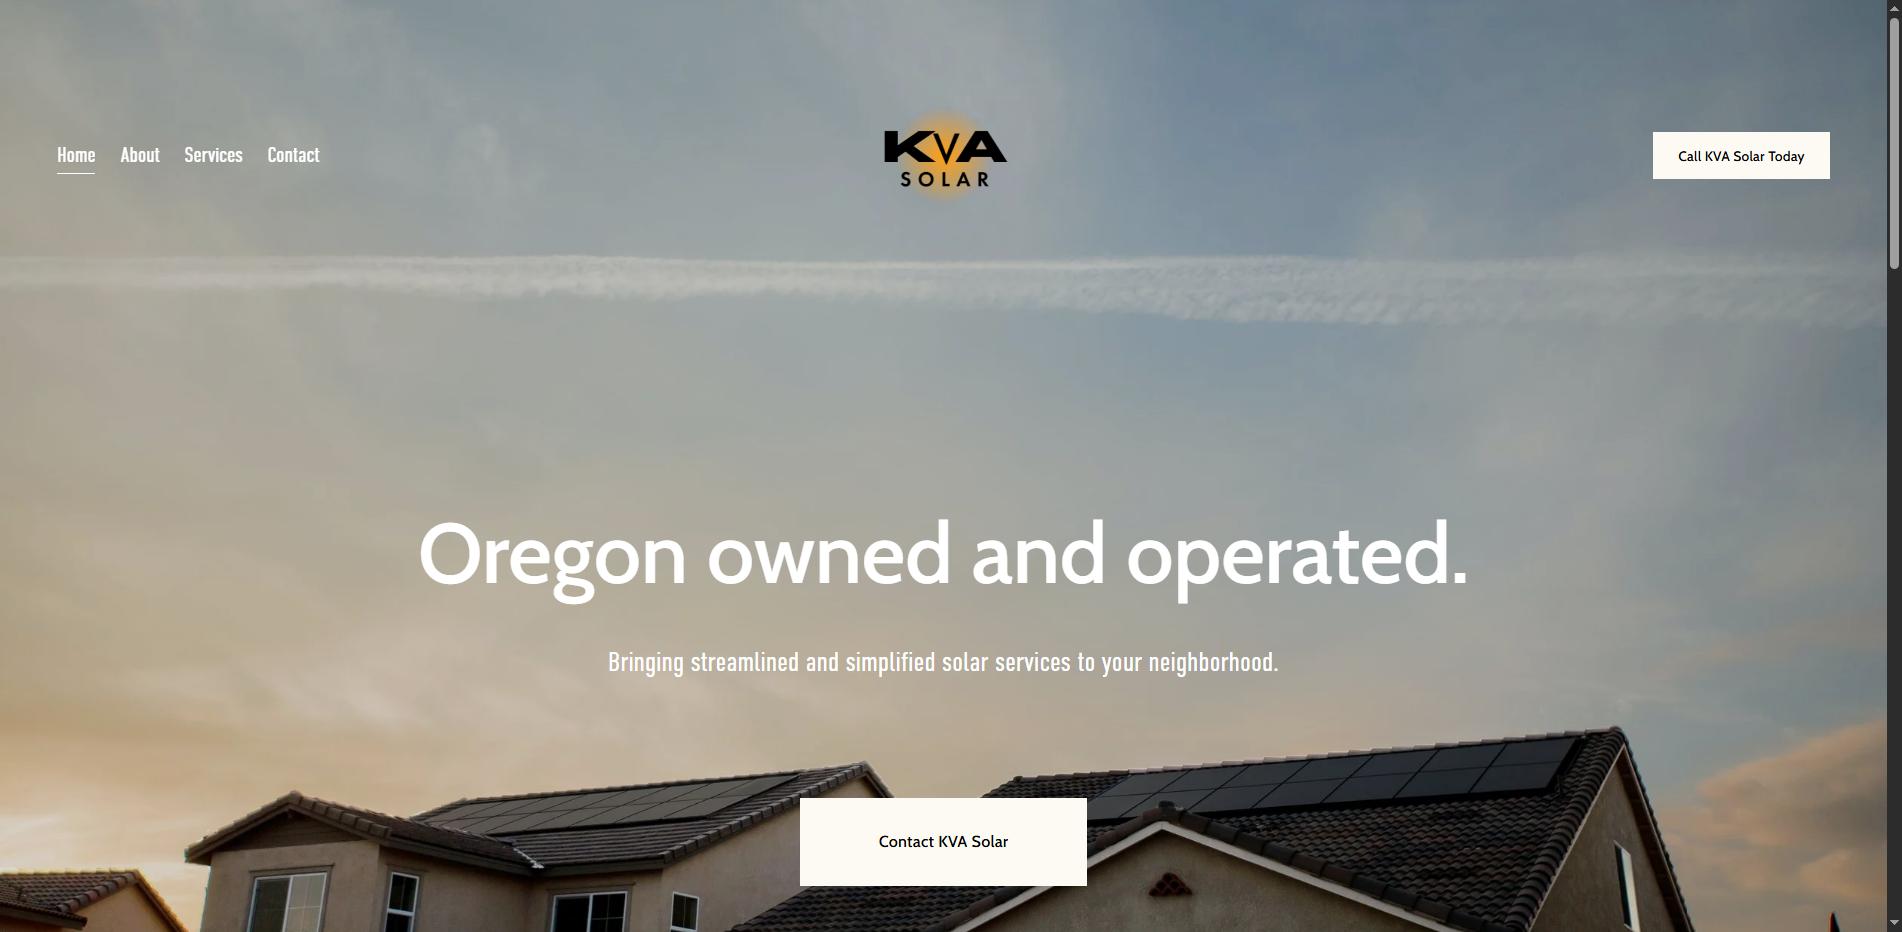 Home
About
Services
Contact
KVA
SOLAR
Call KVA Solar Today
Oregon owned and operated.
Bringing streamlined and simplified solar services to your neighborhood.
Contact KVA Solar